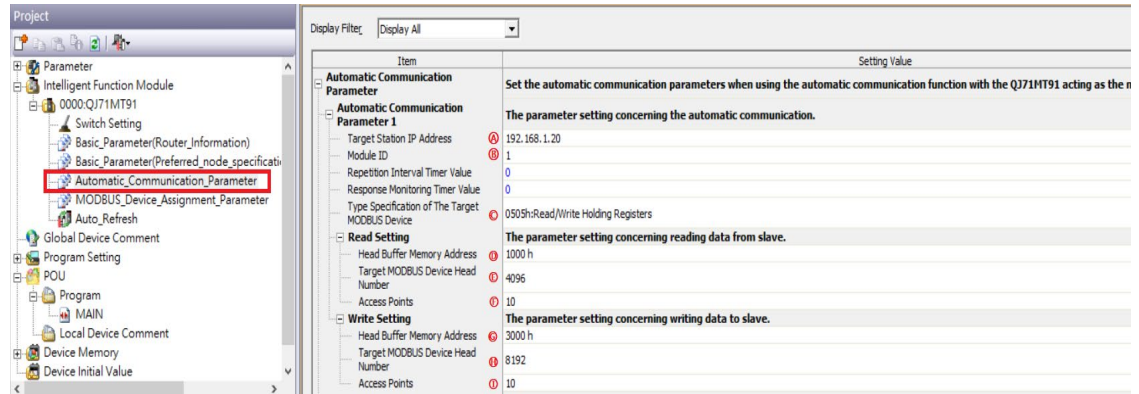 Project
Parameter
Intelligent Function Module
0000:QJ71MT91
Switch Setting
Basic_Parameter(Router_Information)
Basic_Parameter(Preferred_node_specificati
Automatic_Communication_Parameter
MODBUS_Device_Assignment_Parameter
Auto_Refresh
Global Device Comment
Program Setting
POU
Program
MAIN
Local Device Comment
Device Memory
Device Initial Value
Display Filter Display All
Item Setting Value
Automatic Communication
Parameter Set the automatic communication parameters when using the automatic communication function with the QJ71MT91 acting as the m
Automatic Communication
Parameter 1 The parameter setting concerning the automatic communication.
Target Station IP Address Ⓐ 192.168.1.20
Module ID Ⓑ 1
Repetition Interval Timer Value 0
Response Monitoring Timer Value 0
Type Specification of The Target
MODBUS Device Ⓒ 0505h:Read/Write Holding Registers
Read Setting The parameter setting concerning reading data from slave.
Head Buffer Memory Address Ⓓ 1000 h
Target MODBUS Device Head
Number Ⓔ 4096
Access Points Ⓕ 10
Write Setting The parameter setting concerning writing data to slave.
Head Buffer Memory Address Ⓖ 3000 h
Target MODBUS Device Head
Number Ⓗ 8192
Access Points Ⓘ 10